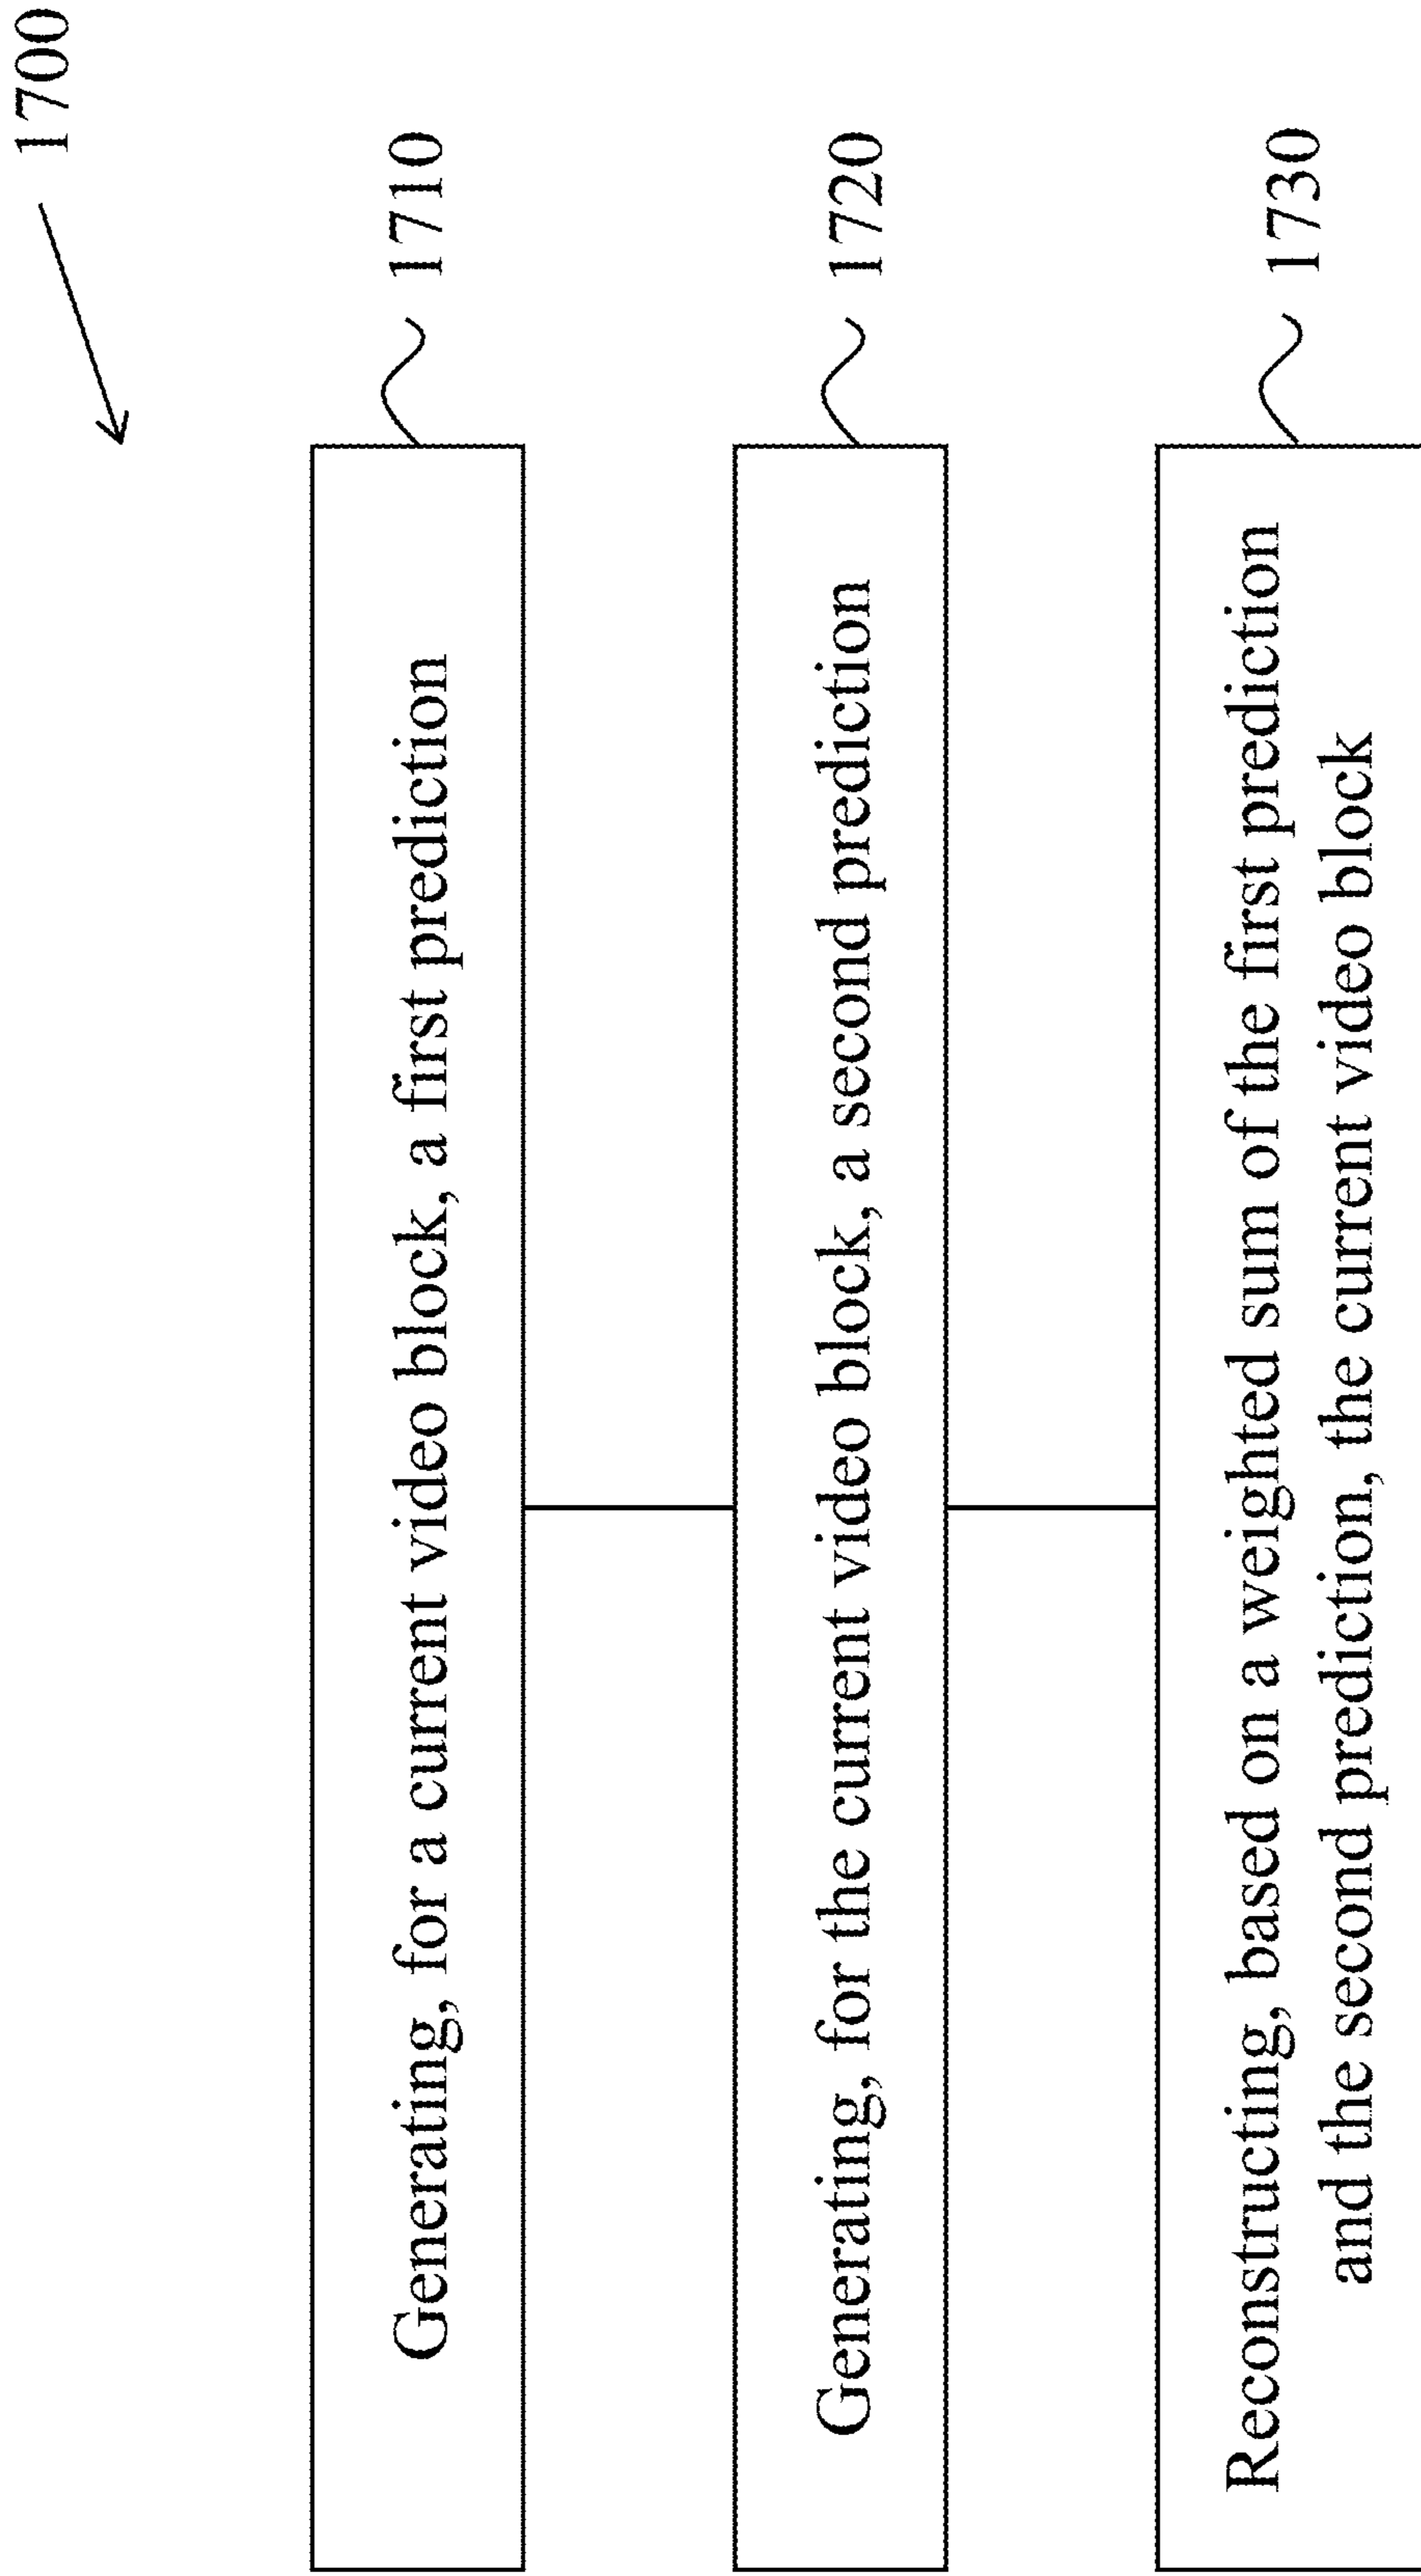 1700
Generating, for a current video block, a first prediction
1710
Generating, for the current video block, a second prediction
1720
Reconstructing, based on a weighted sum of the first prediction
and the second prediction, the current video block
1730